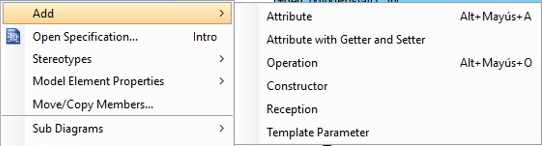 Add
Open Specification... Intro
Stereotypes
Model Element Properties
Move/Copy Members...
Sub Diagrams
Attribute Alt+Mayús+A
Attribute with Getter and Setter
Operation Alt+Mayús+O
Constructor
Reception
Template Parameter